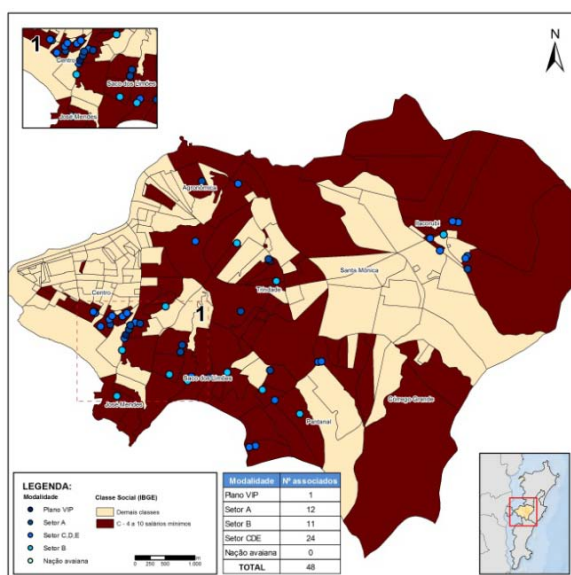 1
Centro
Saco dos Limões
José Mendes
N
Agronômica
Itacorubi
Santa Mônica
Trindade
Centro
1
Saco dos Limões
José Mendes
Pantanal
Córrego Grande
LEGENDA:
Modalidade
Plano VIP
Setor A
Setor C,D,E
Setor B
Nação avaiana
Classe Social (IBGE)
Demais classes
C - 4 a 10 salários mínimos
0 250 500 1.000 m
Modalidade Nº associados
Plano VIP 1
Setor A 12
Setor B 11
Setor CDE 24
Nação avaiana 0
TOTAL 48